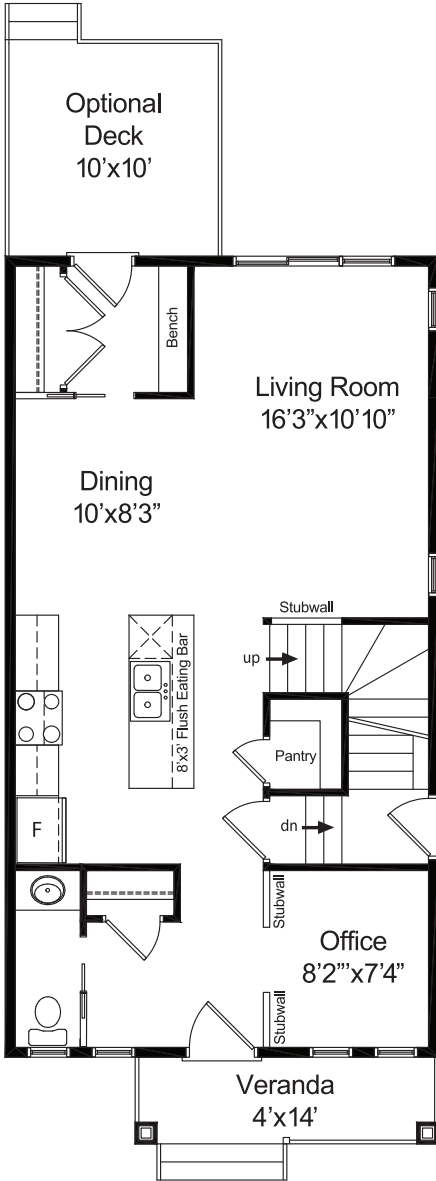 Optional
Deck
10’x10’
Bench
Living Room
16’3”x10’10”
Dining
10’x8’3”
Stubwall
up
8’x3’ Flush Eating Bar
Pantry
F
dn
Stubwall
Office
8’2”’x7’4”
Stubwall
Veranda
4’x14’